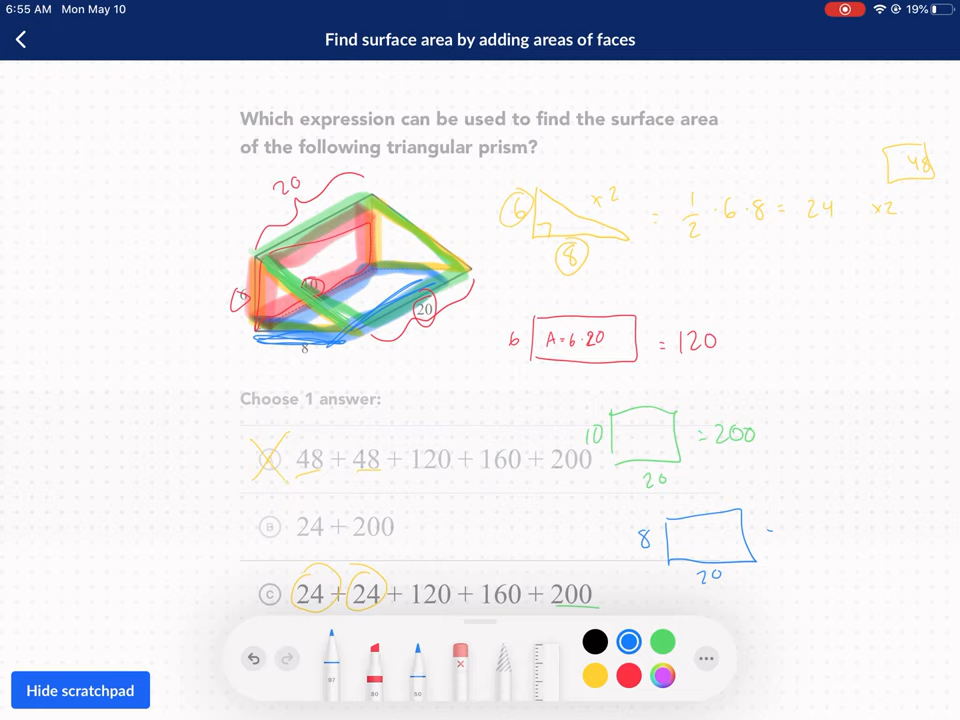 6:55 AM Mon May 10
19%
Find surface area by adding areas of faces
Which expression can be used to find the surface area
of the following triangular prism?
20
10
6
20
8
6
8
x2
= 1/2 · 6 · 8 = 24 x2
48
6
A = 6 · 20
= 120
Choose 1 answer:
A 48 + 48 + 120 + 160 + 200
10
= 200
20
B 24 + 200
8
=
20
C 24 + 24 + 120 + 160 + 200
97
80
50
Hide scratchpad